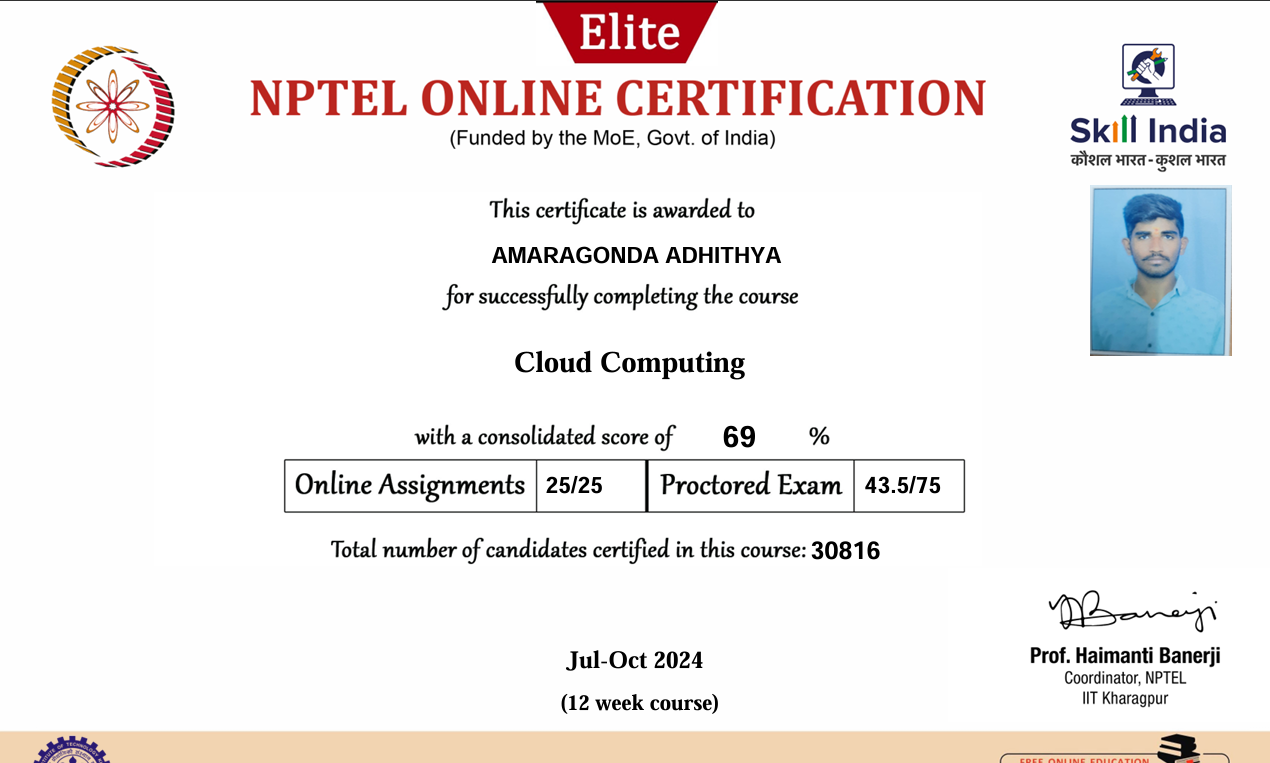 Elite
NPTEL ONLINE CERTIFICATION
(Funded by the MoE, Govt. of India)
Skill India
कौशल भारत - कुशल भारत
This certificate is awarded to
AMARAGONDA ADHITHYA
for successfully completing the course
Cloud Computing
with a consolidated score of 69 %
Online Assignments 25/25 Proctored Exam 43.5/75
Total number of candidates certified in this course: 30816
Jul-Oct 2024
(12 week course)
NBanerji
Prof. Haimanti Banerji
Coordinator, NPTEL
IIT Kharagpur
OF TECHNOLOGY
FREE ONLINE EDUCATION